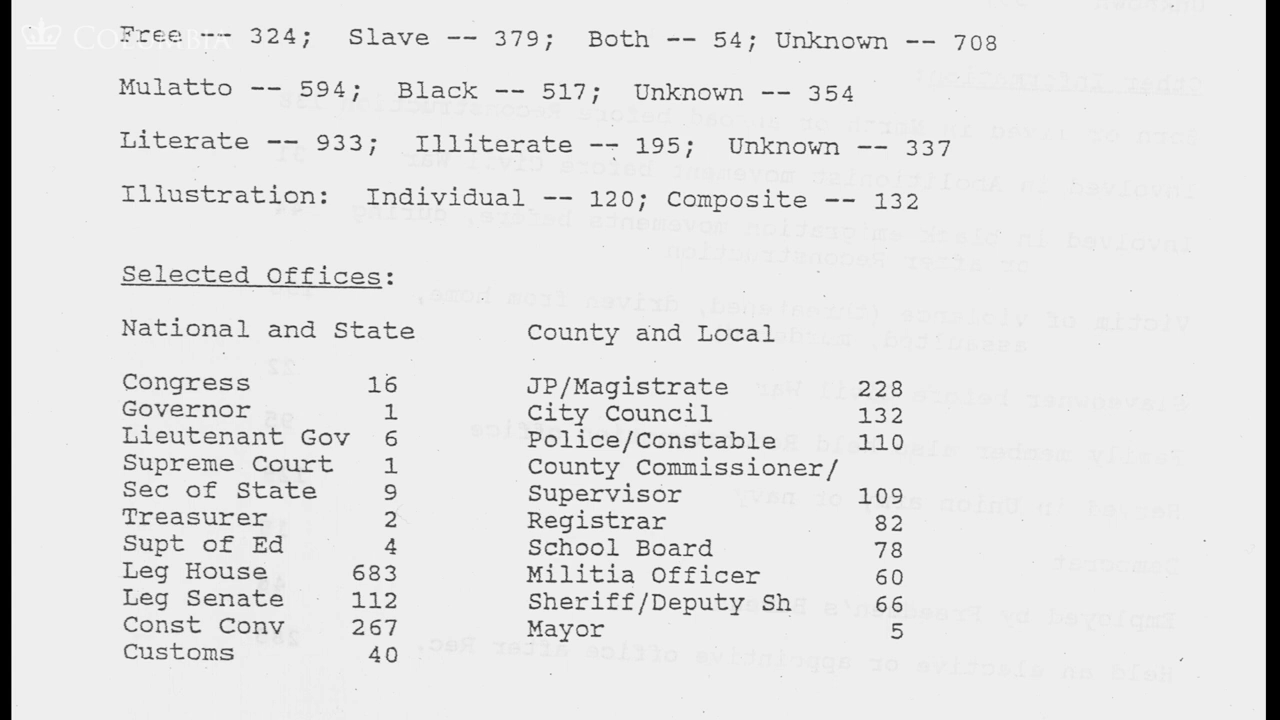 COLUMBIA
Free -- 324; Slave -- 379; Both -- 54; Unknown -- 708
Mulatto -- 594; Black -- 517; Unknown -- 354
Literate -- 933; Illiterate -- 195; Unknown -- 337
Illustration: Individual -- 120; Composite -- 132
Selected Offices:
National and State County and Local
Congress 16 JP/Magistrate 228
Governor 1 City Council 132
Lieutenant Gov 6 Police/Constable 110
Supreme Court 1 County Commissioner/
Sec of State 9 Supervisor 109
Treasurer 2 Registrar 82
Supt of Ed 4 School Board 78
Leg House 683 Militia Officer 60
Leg Senate 112 Sheriff/Deputy Sh 66
Const Conv 267 Mayor 5
Customs 40